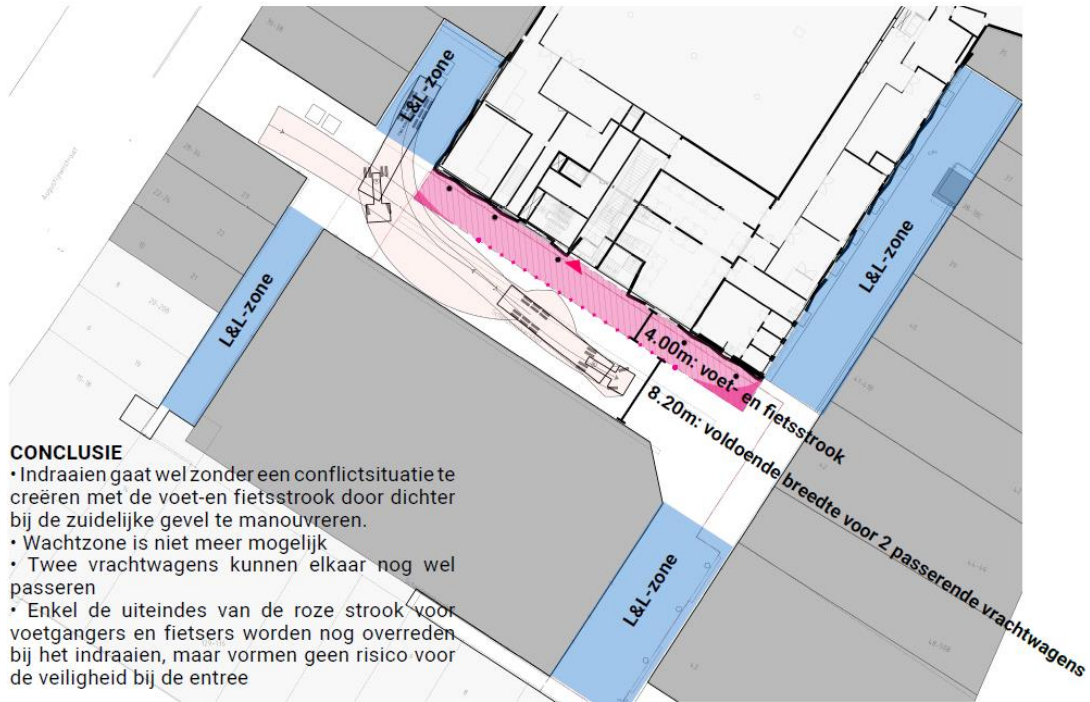 L&L-zone
L&L-zone
L&L-zone
L&L-zone
4.00m: voet- en fietsstrook
8.20m: voldoende breedte voor 2 passerende vrachtwagens
CONCLUSIE
• Indraaien gaat wel zonder een conflictsituatie te
creëren met de voet-en fietsstrook door dichter
bij de zuidelijke gevel te manouvreren.
• Wachtzone is niet meer mogelijk
• Twee vrachtwagens kunnen elkaar nog wel
passeren
• Enkel de uiteindes van de roze strook voor
voetgangers en fietsers worden nog overreden
bij het indraaien, maar vormen geen risico voor
de veiligheid bij de entree